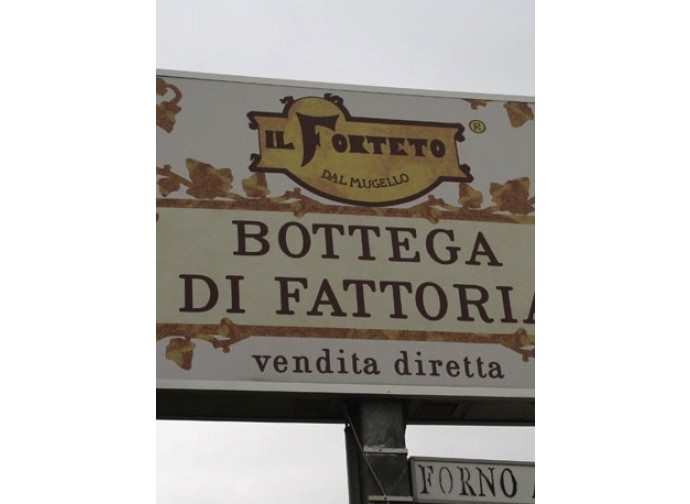 IL FORTETO ®
DAL MUGELLO
BOTTEGA
DI FATTORIA
vendita diretta
FORNO